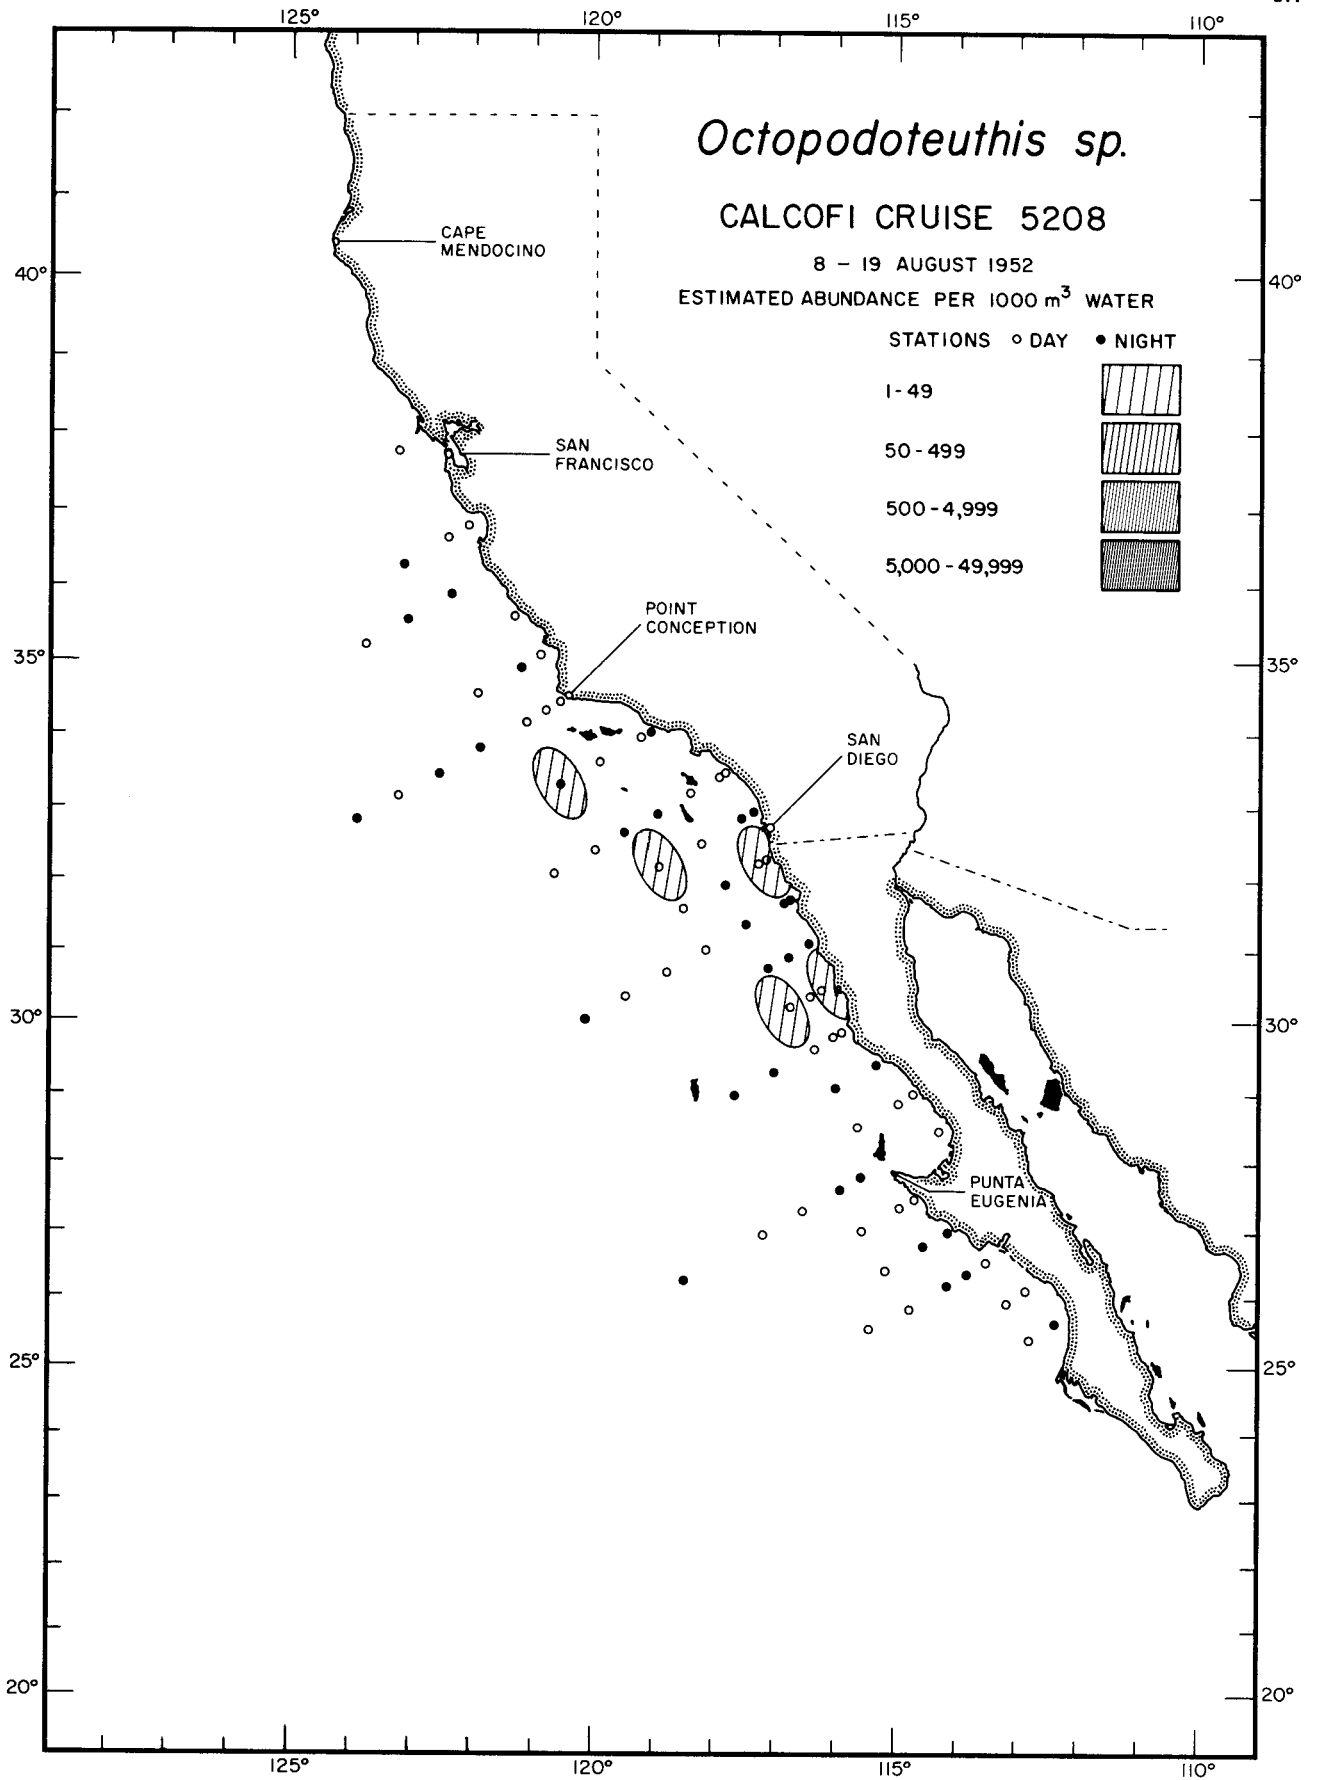 125° 120° 115° 110°
Octopodoteuthis sp.
CALCOFI CRUISE 5208
8 – 19 AUGUST 1952
ESTIMATED ABUNDANCE PER 1000 m³ WATER
STATIONS ○ DAY ● NIGHT
1-49
50-499
500-4,999
5,000-49,999
CAPE
MENDOCINO
40° 40°
SAN
FRANCISCO
POINT
CONCEPTION
35° 35°
SAN
DIEGO
30° 30°
PUNTA
EUGENIA
25° 25°
20° 20°
125° 120° 115° 110°